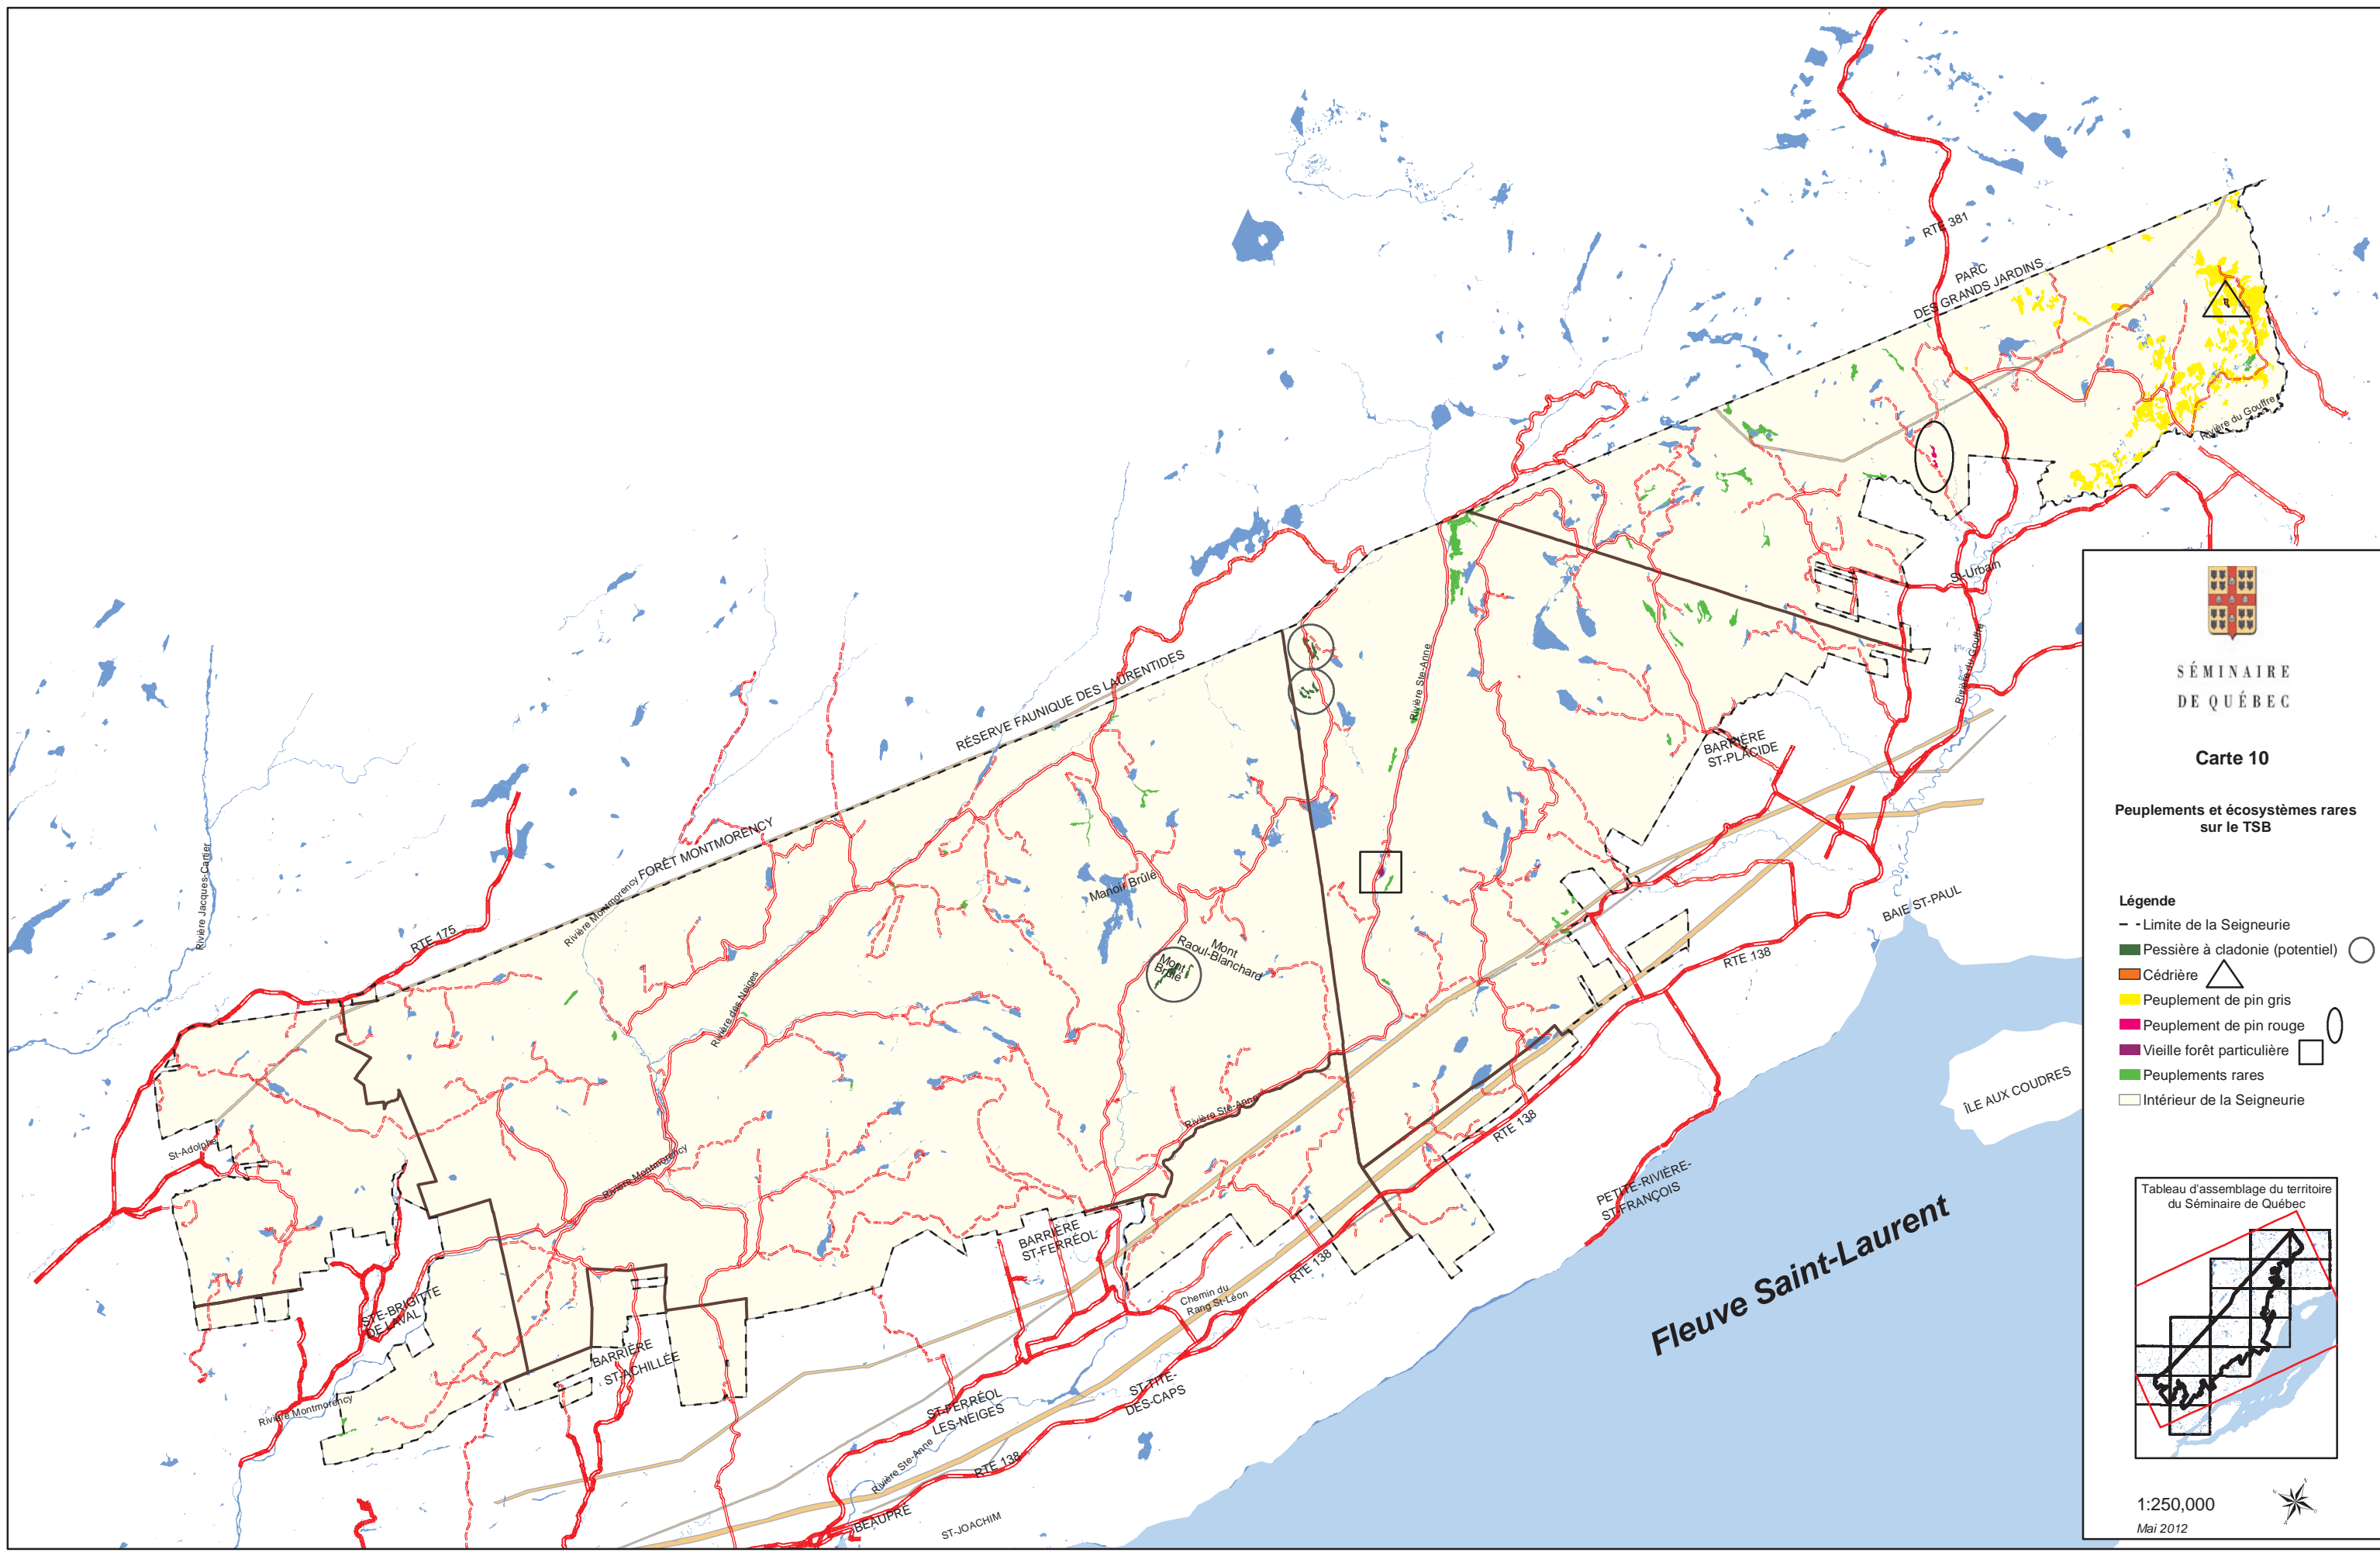 RTE 381
PARC
DES GRANDS JARDINS
Rivière du Gouffre
St-Urbain
Rivière du Gouffre
RÉSERVE FAUNIQUE DES LAURENTIDES
Rivière Ste-Anne
BARRIÈRE
ST-PLACIDE
FORÊT MONTMORENCY
Rivière Montmorency
Rivière Jacques-Cartier
RTE 175
Manoir Brûlé
Mont
Raoul-Blanchard
Mont
Brûlé
Rivière des Neiges
BAIE ST-PAUL
RTE 138
ÎLE AUX COUDRES
Rivière Ste-Anne
RTE 138
St-Adolphe
Rivière Montmorency
PETITE-RIVIÈRE-
ST-FRANÇOIS
BARRIÈRE
ST-FERRÉOL
RTE 138
Chemin du
Rang St-Léon
Fleuve Saint-Laurent
STE-BRIGITTE
DE LAVAL
BARRIÈRE
ST-ACHILLÉE
Rivière Montmorency
ST-FERRÉOL
LES-NEIGES
ST-TITE-
DES-CAPS
Rivière Ste-Anne
RTE 138
BEAUPRÉ
ST-JOACHIM
SÉMINAIRE
DE QUÉBEC
Carte 10
Peuplements et écosystèmes rares
sur le TSB
Légende
Limite de la Seigneurie
Pessière à cladonie (potentiel)
Cédrière
Peuplement de pin gris
Peuplement de pin rouge
Vieille forêt particulière
Peuplements rares
Intérieur de la Seigneurie
Tableau d'assemblage du territoire
du Séminaire de Québec
1:250,000
Mai 2012